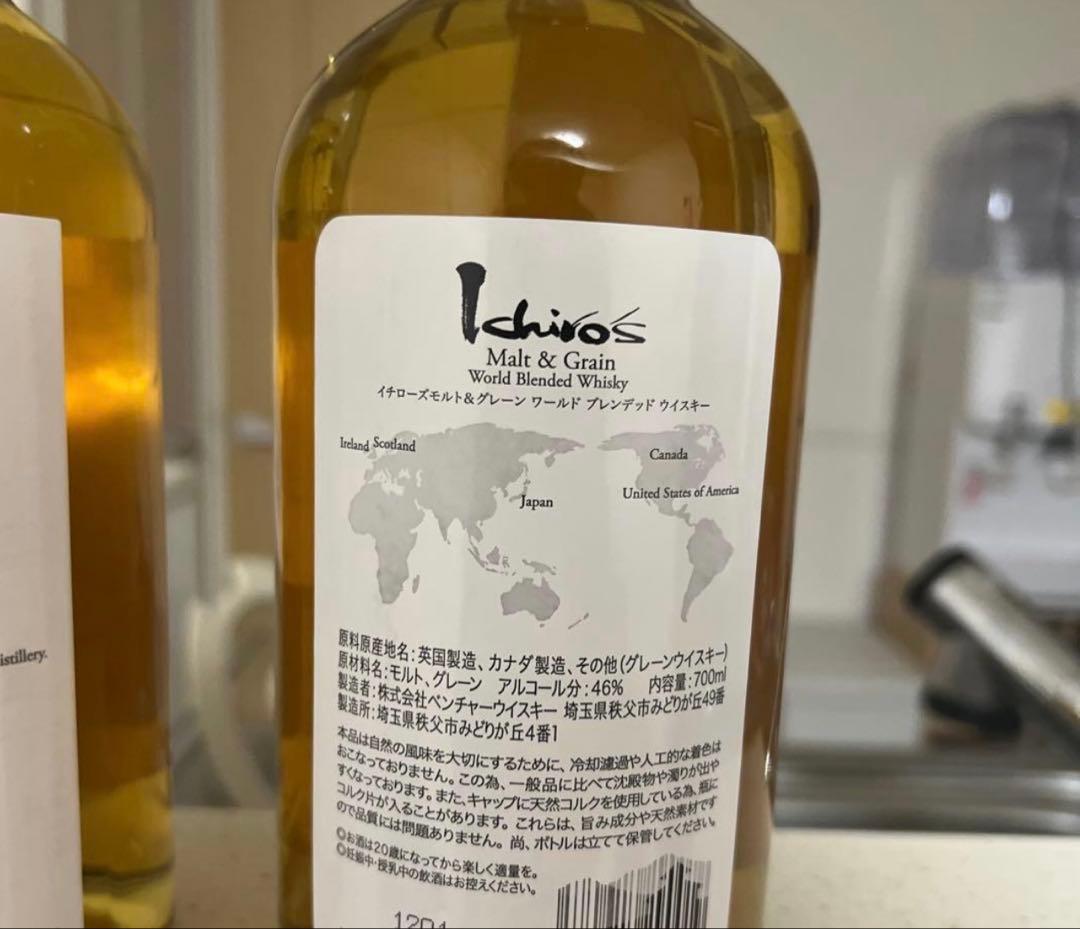 Ichiro's
Malt & Grain
World Blended Whisky
イチローズモルト&グレーン ワールド ブレンデッド ウイスキー
Ireland Scotland
Canada
United States of America
Japan
istillery.
原料原産地名:英国製造、カナダ製造、その他(グレーンウイスキー)
原材料名:モルト、グレーン アルコール分:46% 内容量:700ml
製造者:株式会社ベンチャーウイスキー 埼玉県秩父市みどりが丘49番
製造所:埼玉県秩父市みどりが丘4番1
本品は自然の風味を大切にするために、冷却濾過や人工的な着色は
おこなっておりません。この為、一般品に比べて沈殿物や濁りが出や
すくなっております。また、キャップに天然コルクを使用している為、瓶に
コルク片が入ることがあります。これらは、旨み成分や天然素材です
ので品質には問題ありません。尚、ボトルは立てて保管してください。
◎お酒は20歳になってから楽しく適量を。
◎妊娠中・授乳中の飲酒はお控えください。
1204